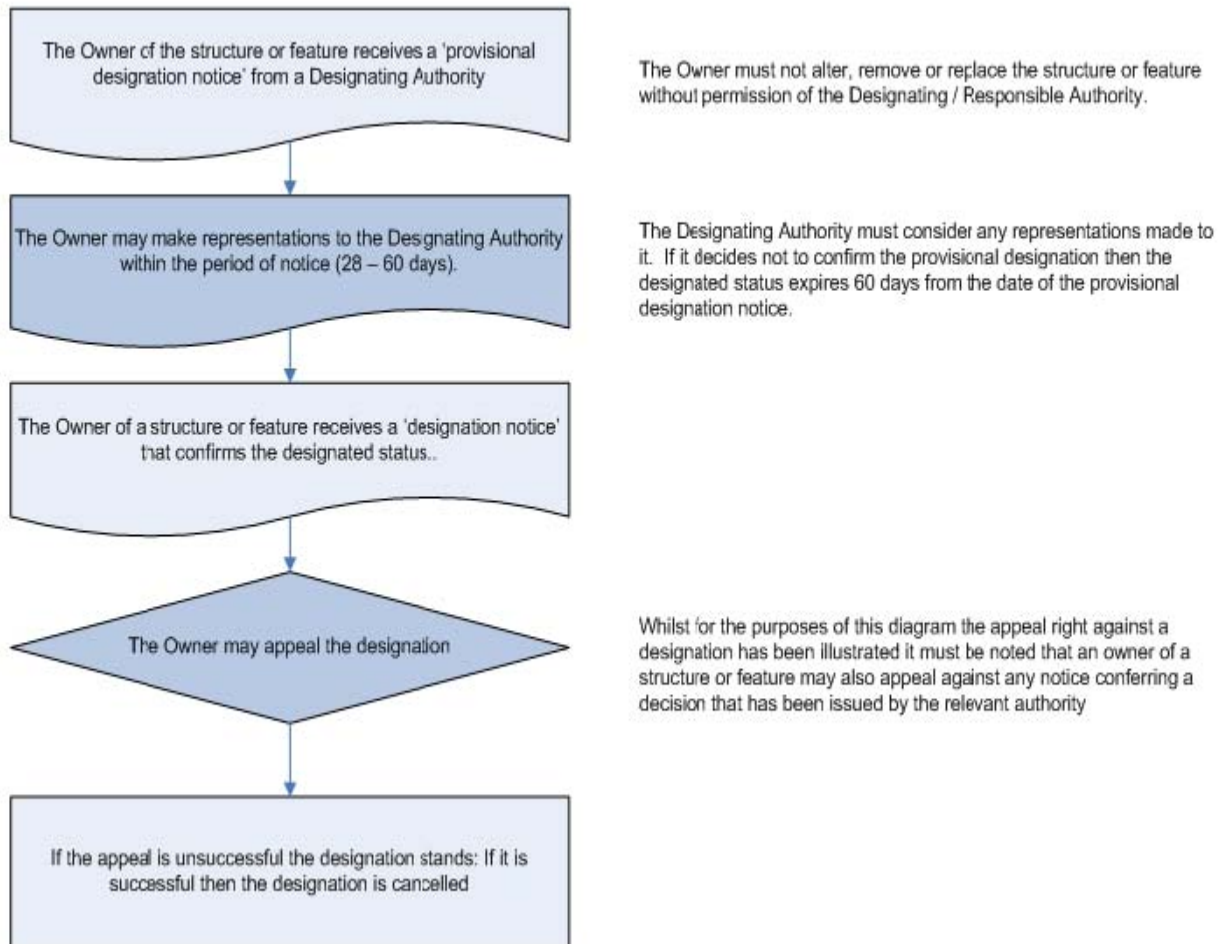 The Owner of the structure or feature receives a 'provisional
designation notice' from a Designating Authority
The Owner must not alter, remove or replace the structure or feature
without permission of the Designating / Responsible Authority.
The Owner may make representations to the Designating Authority
within the period of notice (28 – 60 days).
The Designating Authority must consider any representations made to
it.  If it decides not to confirm the provisional designation then the
designated status expires 60 days from the date of the provisional
designation notice.
The Owner of a structure or feature receives a 'designation notice'
that confirms the designated status..
The Owner may appeal the designation
Whilst for the purposes of this diagram the appeal right against a
designation has been illustrated it must be noted that an owner of a
structure or feature may also appeal against any notice conferring a
decision that has been issued by the relevant authority
If the appeal is unsuccessful the designation stands: If it is
successful then the designation is cancelled